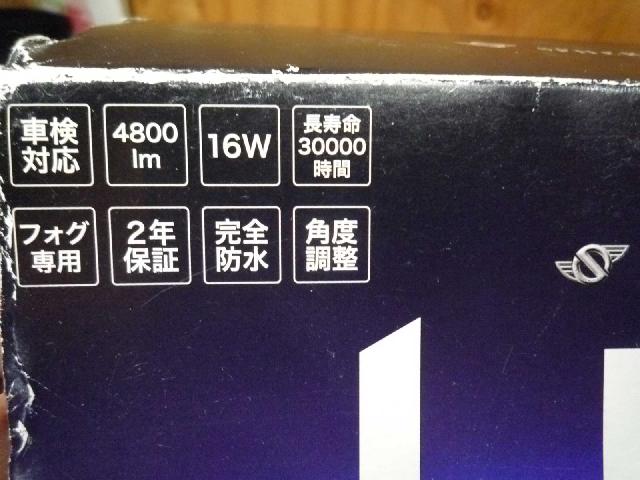 車検
対応
4800
lm
16W
長寿命
30000
時間
フォグ
専用
2年
保証
完全
防水
角度
調整